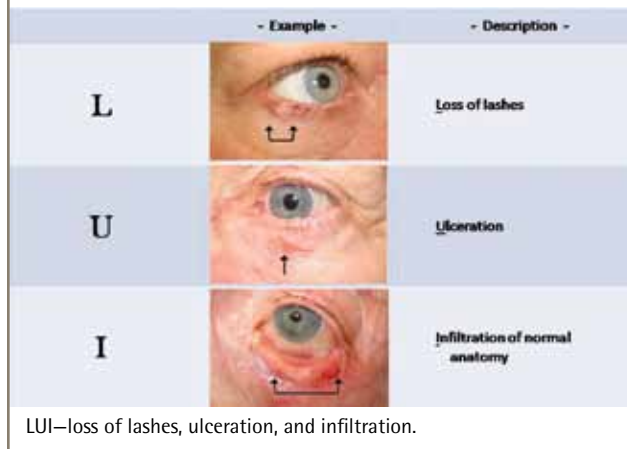 - Example - - Description -
L Loss of lashes
U Ulceration
I Infiltration of normal
anatomy
LUI—loss of lashes, ulceration, and infiltration.